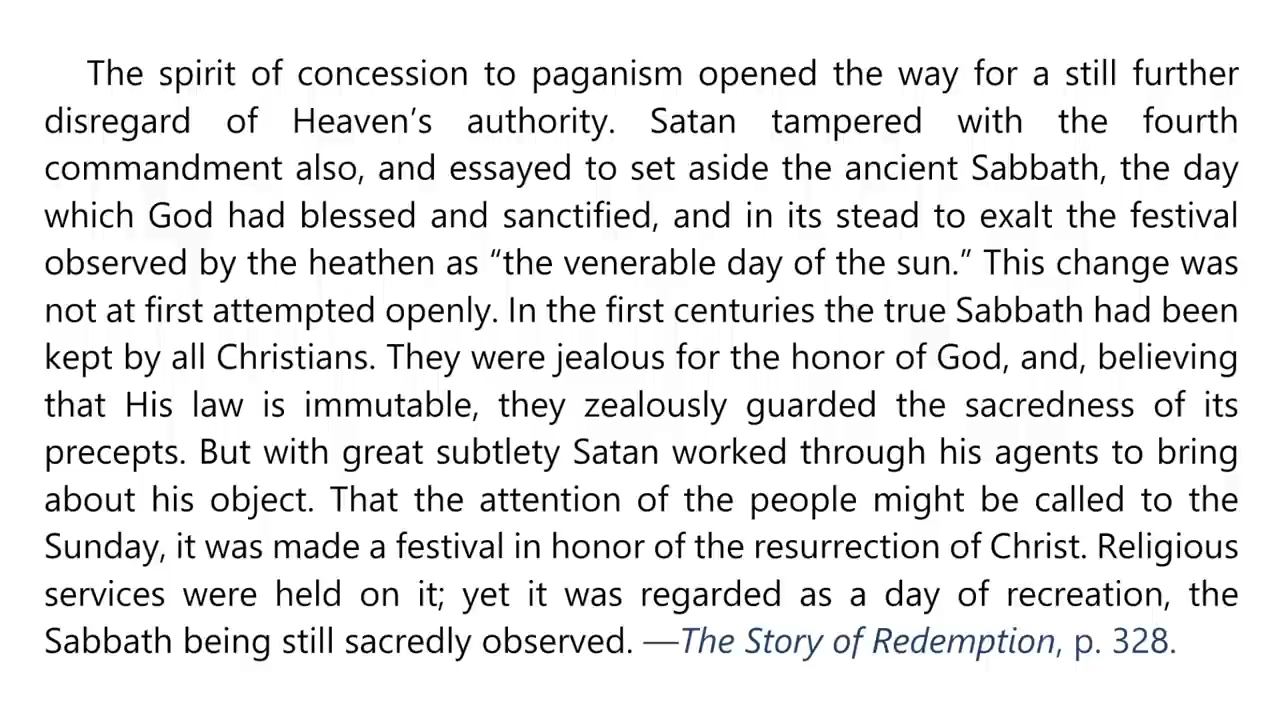 The spirit of concession to paganism opened the way for a still further
disregard of Heaven’s authority. Satan tampered with the fourth
commandment also, and essayed to set aside the ancient Sabbath, the day
which God had blessed and sanctified, and in its stead to exalt the festival
observed by the heathen as “the venerable day of the sun.” This change was
not at first attempted openly. In the first centuries the true Sabbath had been
kept by all Christians. They were jealous for the honor of God, and, believing
that His law is immutable, they zealously guarded the sacredness of its
precepts. But with great subtlety Satan worked through his agents to bring
about his object. That the attention of the people might be called to the
Sunday, it was made a festival in honor of the resurrection of Christ. Religious
services were held on it; yet it was regarded as a day of recreation, the
Sabbath being still sacredly observed. —The Story of Redemption, p. 328.